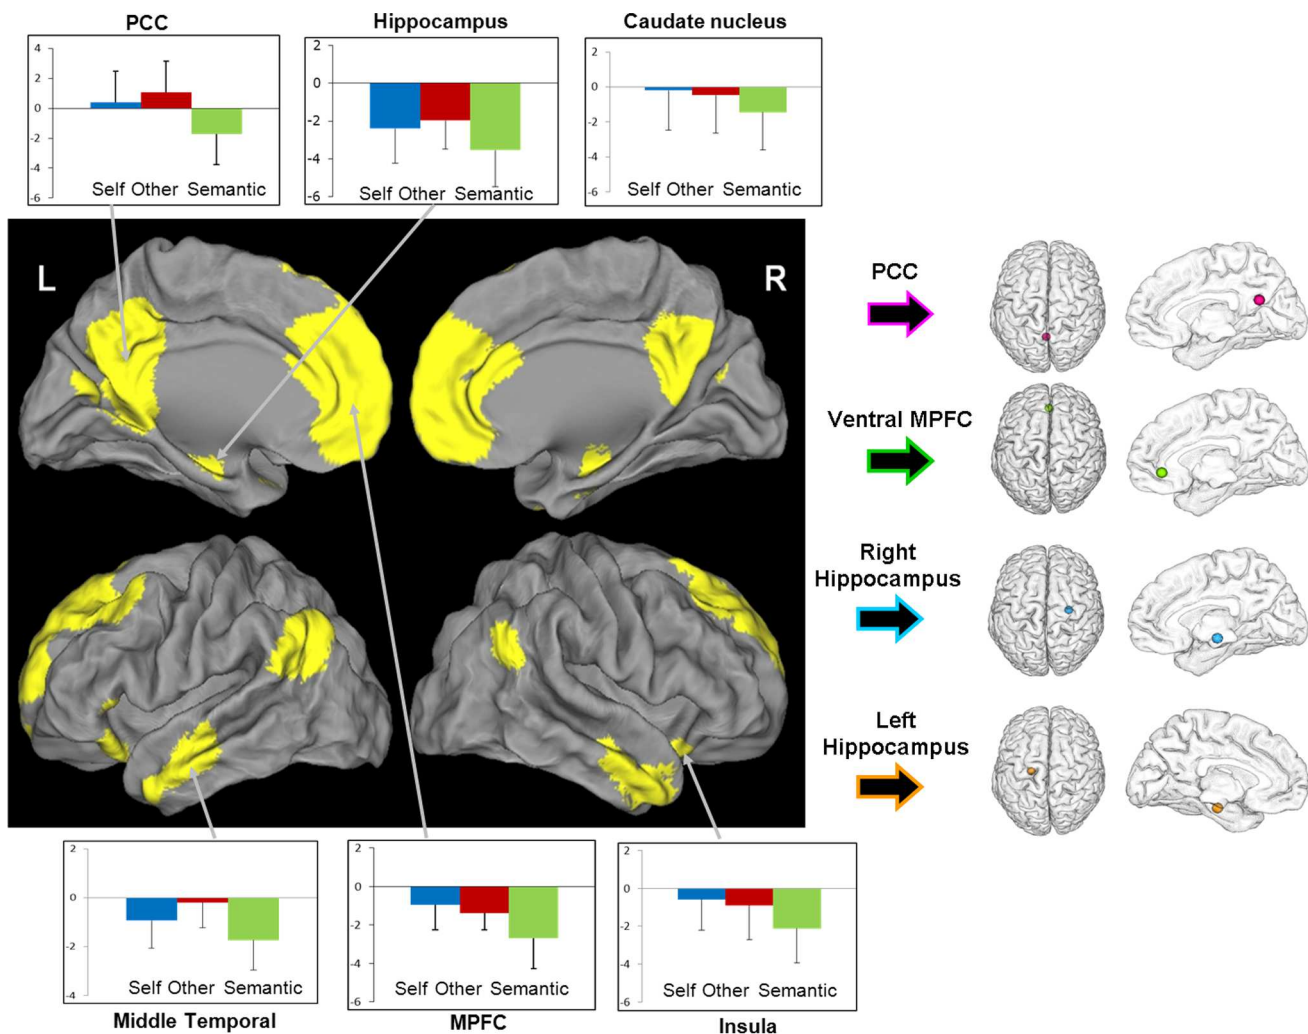 PCC
Hippocampus
Caudate nucleus
4
2
0
-2
-4
-6
Self Other Semantic
2
0
-2
-4
-6
Self Other Semantic
2
0
-2
-4
-6
Self Other Semantic
L
R
PCC
Ventral MPFC
Right
Hippocampus
Left
Hippocampus
2
0
-2
-4
Self Other Semantic
Middle Temporal
2
0
-2
-4
-6
Self Other Semantic
MPFC
2
0
-2
-4
-6
Self Other Semantic
Insula